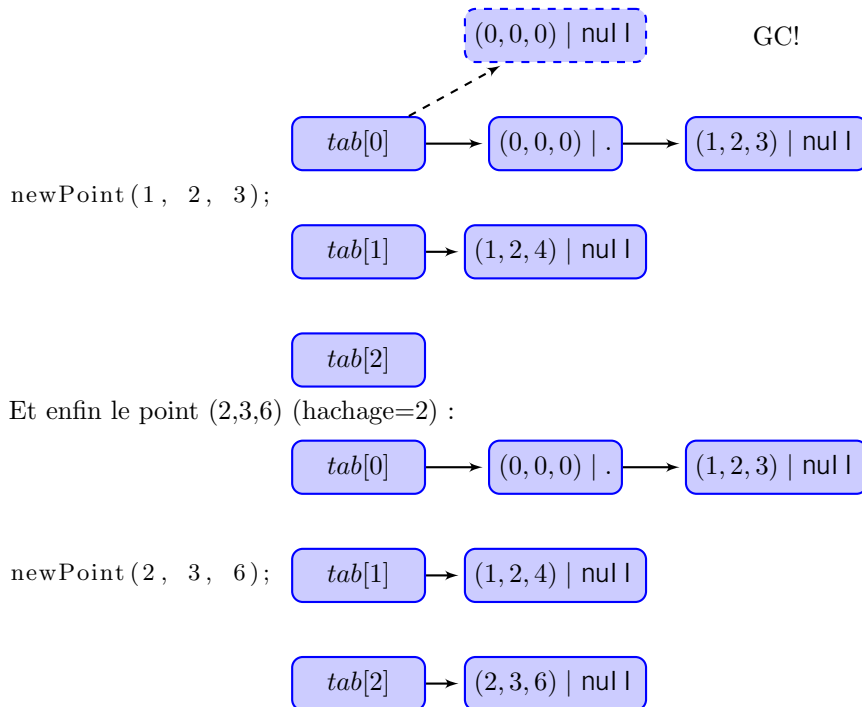 (0, 0, 0) | null
GC!
tab[0]
(0, 0, 0) | .
(1, 2, 3) | null
newPoint(1, 2, 3);
tab[1]
(1, 2, 4) | null
tab[2]
Et enfin le point (2,3,6) (hachage=2) :
tab[0]
(0, 0, 0) | .
(1, 2, 3) | null
newPoint(2, 3, 6);
tab[1]
(1, 2, 4) | null
tab[2]
(2, 3, 6) | null